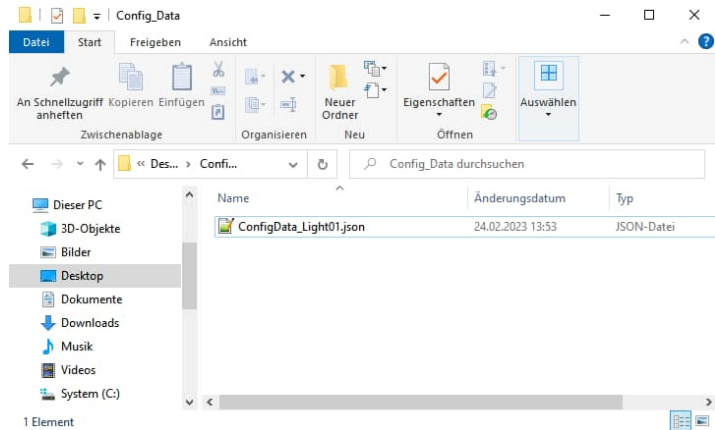 Config_Data
Datei Start Freigeben Ansicht
An Schnellzugriff anheften
Kopieren
Einfügen
Zwischenablage
Organisieren
Neuer Ordner
Neu
Eigenschaften
Öffnen
Auswählen
« Des... › Confi...
Config_Data durchsuchen
Name Änderungsdatum Typ
ConfigData_Light01.json 24.02.2023 13:53 JSON-Datei
Dieser PC
3D-Objekte
Bilder
Desktop
Dokumente
Downloads
Musik
Videos
System (C:)
1 Element